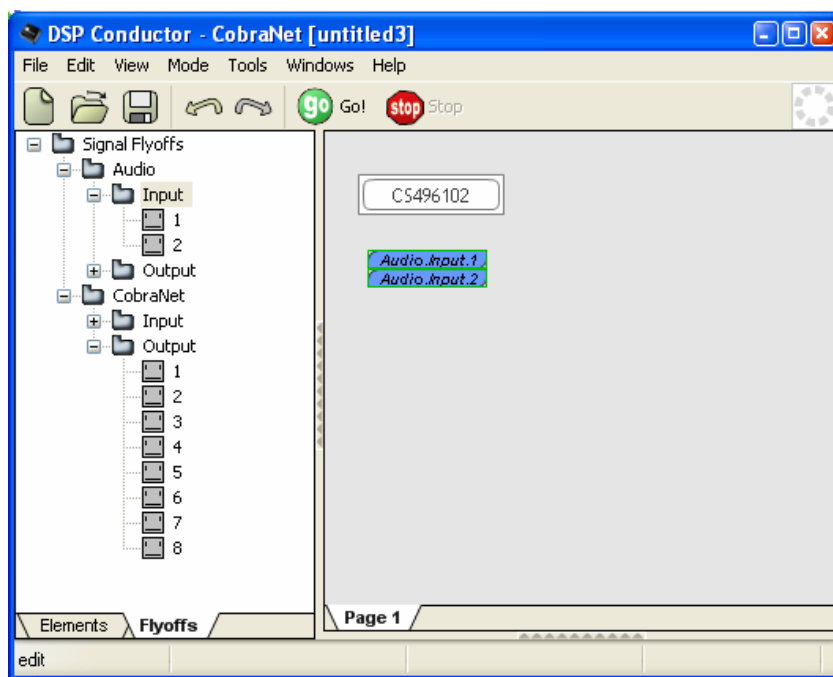 DSP Conductor - CobraNet [untitled3]
File Edit View Mode Tools Windows Help
go Go! stop Stop
Signal Flyoffs
Audio
Input
1
2
Output
CobraNet
Input
Output
1
2
3
4
5
6
7
8
Elements Flyoffs
CS496102
Audio.Input.1
Audio.Input.2
Page 1
edit